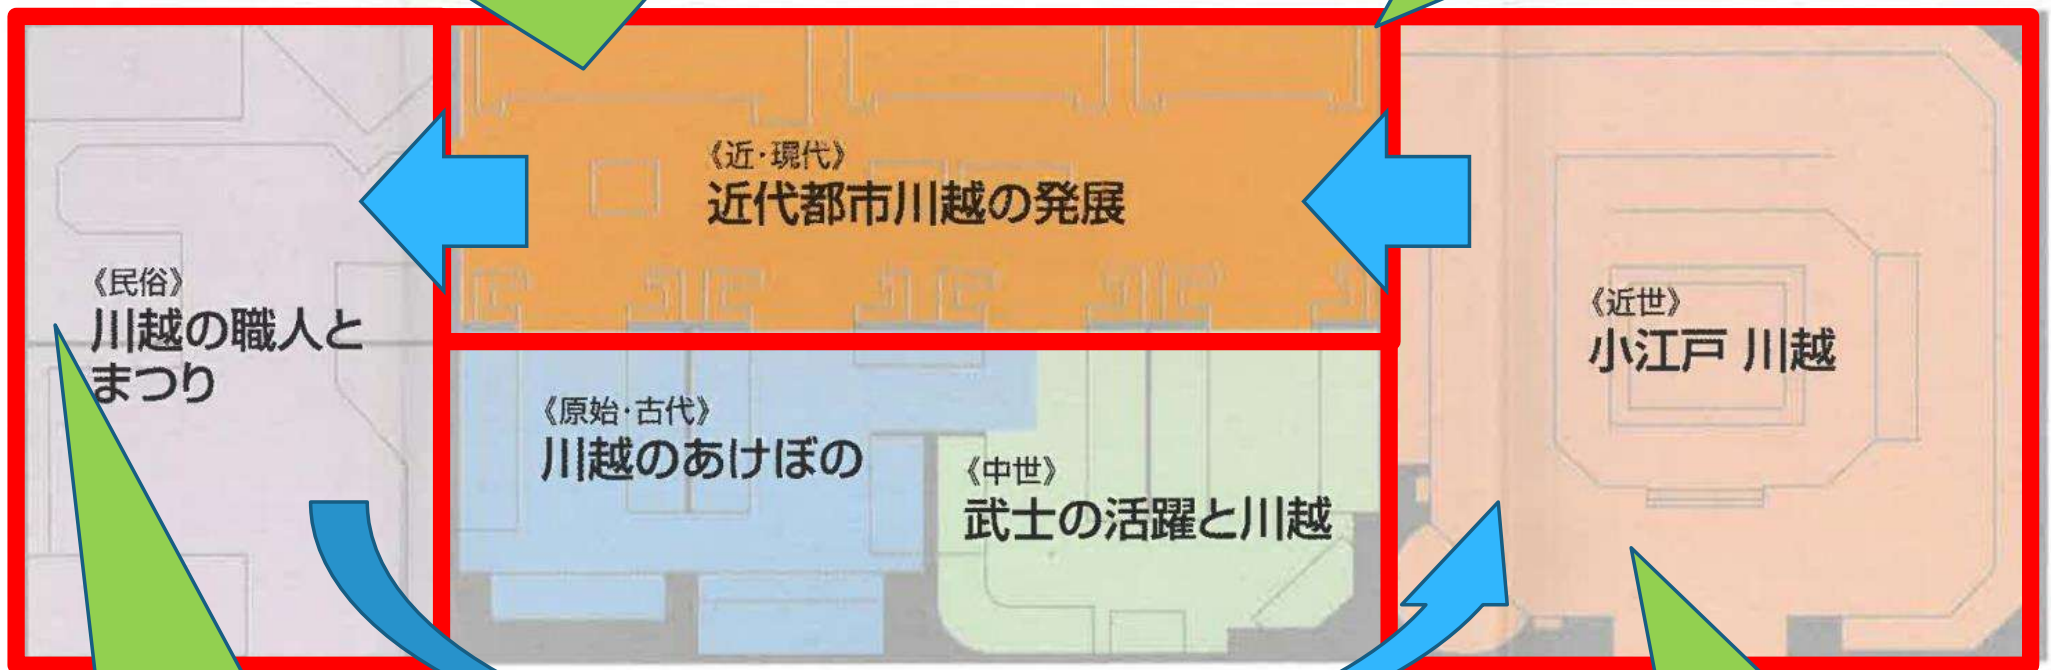 《近・現代》
近代都市川越の発展
《民俗》
川越の職人と
まつり
《近世》
小江戸 川越
《原始・古代》
川越のあけぼの
《中世》
武士の活躍と川越